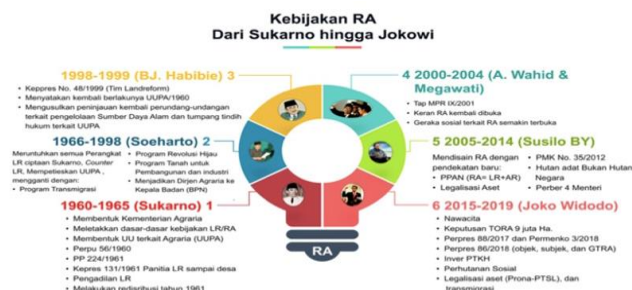 Kebijakan RA
Dari Sukarno hingga Jokowi
1998-1999 (BJ. Habibie) 3
• Keppres No. 48/1999 (Tim Landreform)
• Menyatakan kembali berlakunya UUPA/1960
• Mengusulkan peninjauan kembali perundang-undangan
terkait pengelolaan Sumber Daya Alam dan tumpang tindih
hukum terkait UUPA
1966-1998 (Soeharto) 2
Meruntuhkan semua Perangkat
LR ciptaan Sukarno, Counter
LR, Mempetieskan UUPA ,
mengganti dengan:
• Program Transmigrasi
• Program Revolusi Hijau
• Program Tanah untuk
Pembangunan dan industri
• Menjadikan Dirjen Agraria ke
Kepala Badan (BPN)
1960-1965 (Sukarno) 1
• Membentuk Kementerian Agraria
• Meletakkan dasar-dasar kebijakan LR/RA
• Membentuk UU terkait Agraria (UUPA)
• Perpu 56/1960
• PP 224/1961
• Kepres 131/1961 Panitia LR sampai desa
• Pengadilan LR
• Melakukan redisribusi tahun 1961
4 2000-2004 (A. Wahid &
Megawati)
• Tap MPR IX/2001
• Keran RA kembali dibuka
• Geraka sosial terkait RA semakin terbuka
5 2005-2014 (Susilo BY)
Mendisain RA dengan
pendekatan baru:
• PPAN (RA= LR+AR)
• Legalisasi Aset
• PMK No. 35/2012
• Hutan adat Bukan Hutan
Negara
• Perber 4 Menteri
6 2015-2019 (Joko Widodo)
• Nawacita
• Keputusan TORA 9 juta Ha.
• Perpres 88/2017 dan Permenko 3/2018
• Perpres 86/2018 (objek, subjek, dan GTRA)
• Inver PTKH
• Perhutanan Sosial
• Legalisasi aset (Prona-PTSL), dan
transmigrasi
RA